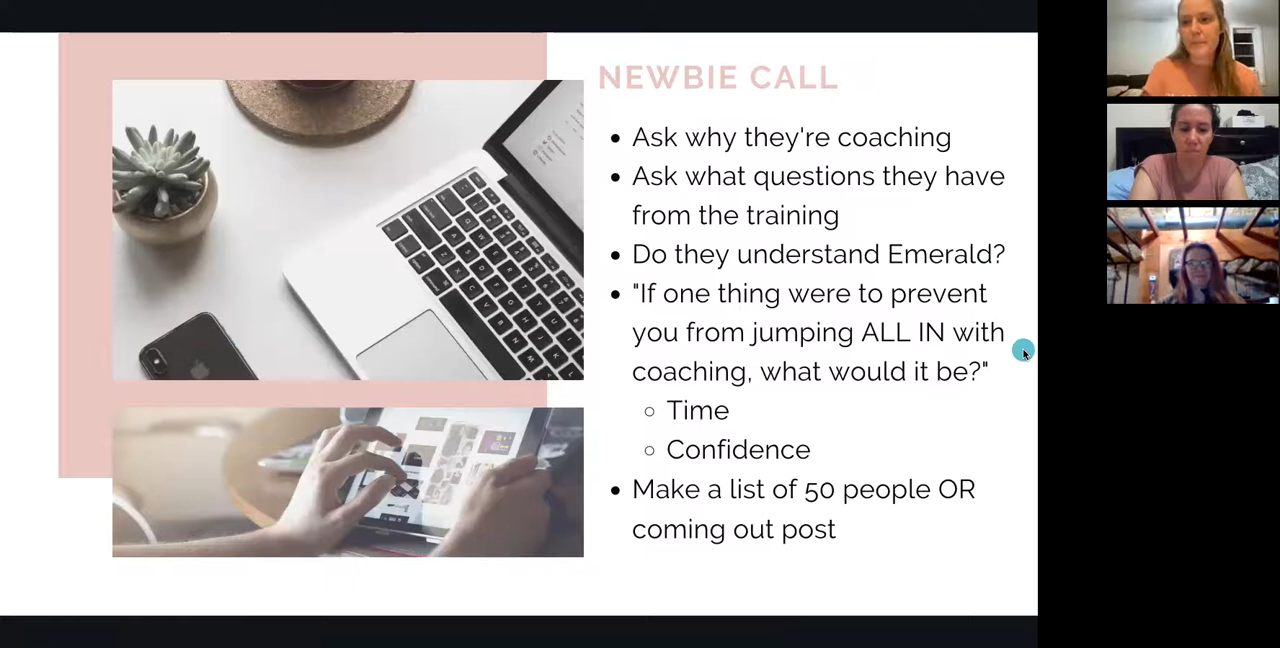 NEWBIE CALL
• Ask why they're coaching
• Ask what questions they have
from the training
• Do they understand Emerald?
• "If one thing were to prevent
you from jumping ALL IN with
coaching, what would it be?"
○ Time
○ Confidence
• Make a list of 50 people OR
coming out post